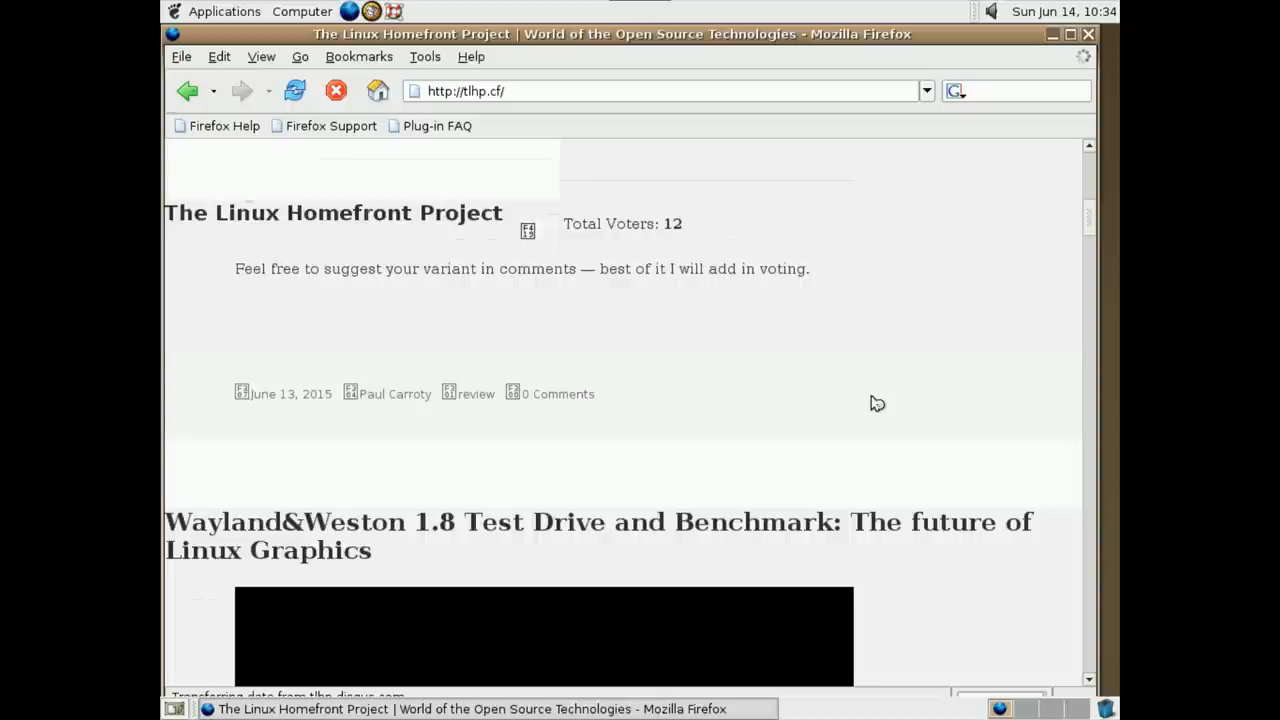 Applications Computer Sun Jun 14, 10:34
The Linux Homefront Project | World of the Open Source Technologies - Mozilla Firefox
File Edit View Go Bookmarks Tools Help
http://tlhp.cf/
Firefox Help Firefox Support Plug-in FAQ
The Linux Homefront Project
Total Voters: 12
Feel free to suggest your variant in comments — best of it I will add in voting.
June 13, 2015 Paul Carroty review 0 Comments
Wayland&Weston 1.8 Test Drive and Benchmark: The future of
Linux Graphics
Transferring data from tlhp.disqus.com
The Linux Homefront Project | World of the Open Source Technologies - Mozilla Firefox